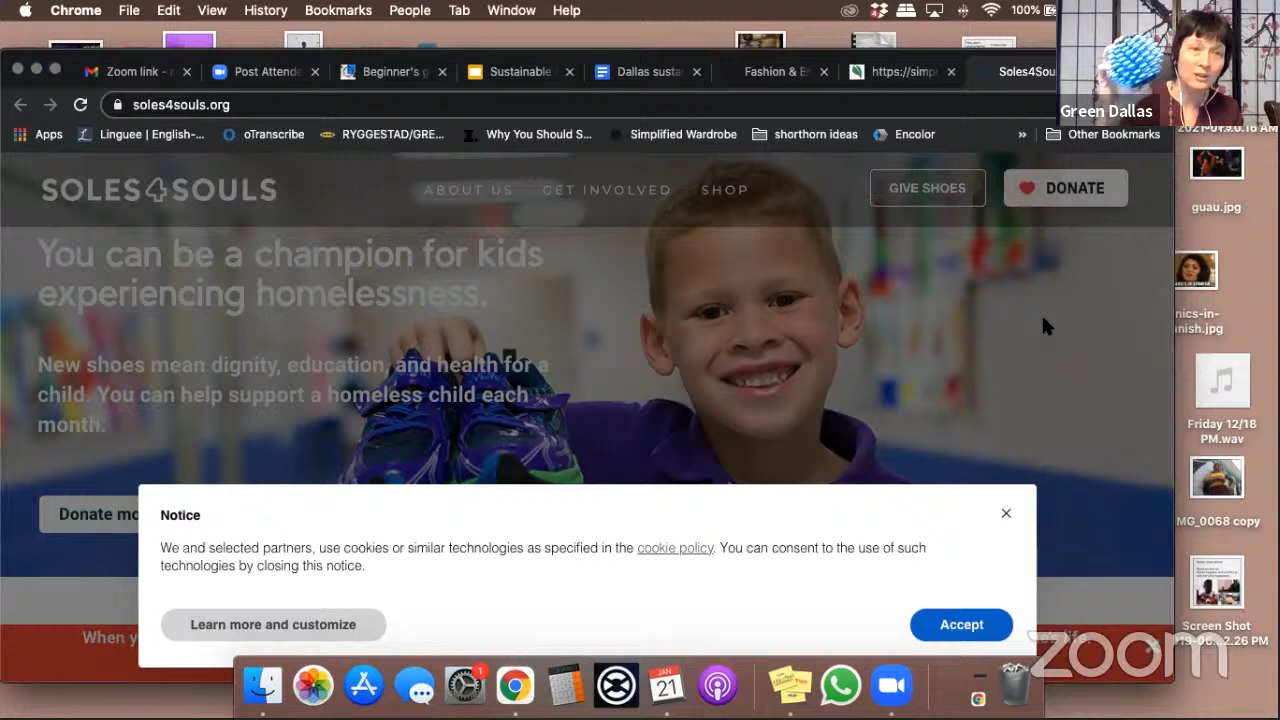 Chrome File Edit View History Bookmarks People Tab Window Help 100%
Zoom link - r × Post Attende × Beginner's g × Sustainable × Dallas susta × Fashion & En × https://simp × Soles4Sou
Green Dallas
soles4souls.org
Apps Linguee | English-... oTranscribe RYGGESTAD/GRE... Why You Should S... Simplified Wardrobe shorthorn ideas Encolor » Other Bookmarks
SOLES4SOULS ABOUT US GET INVOLVED SHOP GIVE SHOES DONATE
guau.jpg
You can be a champion for kids
experiencing homelessness.
nics-in-
nish.jpg
New shoes mean dignity, education, and health for a
child. You can help support a homeless child each
month.
Friday 12/18
PM.wav
Donate mo
MG_0068 copy
Notice
We and selected partners, use cookies or similar technologies as specified in the cookie policy. You can consent to the use of such
technologies by closing this notice.
Learn more and customize Accept
Screen Shot
When y
zoom
1
JAN
21